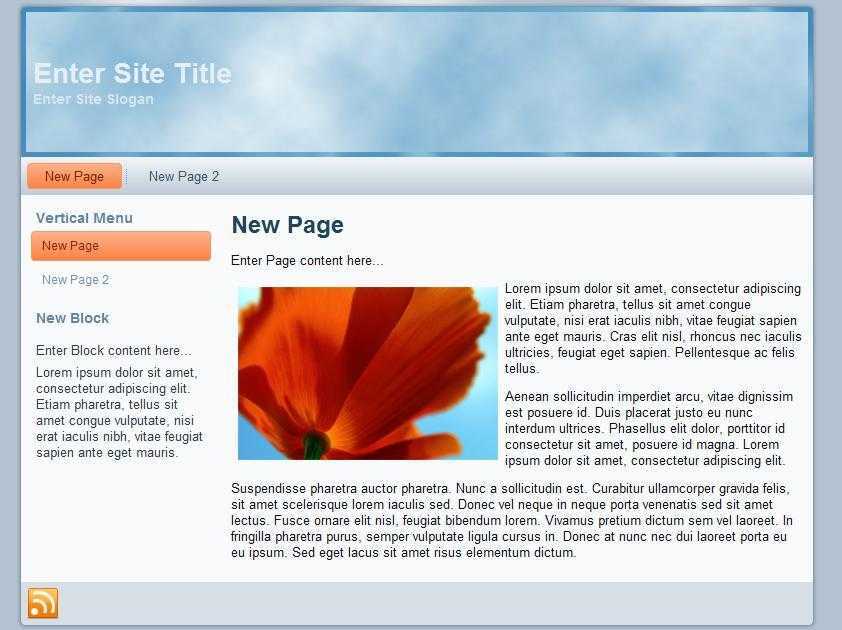 Enter Site Title
Enter Site Slogan
New Page
New Page 2
Vertical Menu
New Page
New Page 2
New Block
Enter Block content here...
Lorem ipsum dolor sit amet,
consectetur adipiscing elit.
Etiam pharetra, tellus sit
amet congue vulputate, nisi
erat iaculis nibh, vitae feugiat
sapien ante eget mauris.
New Page
Enter Page content here...
Lorem ipsum dolor sit amet, consectetur adipiscing
elit. Etiam pharetra, tellus sit amet congue
vulputate, nisi erat iaculis nibh, vitae feugiat sapien
ante eget mauris. Cras elit nisl, rhoncus nec iaculis
ultricies, feugiat eget sapien. Pellentesque ac felis
tellus.
Aenean sollicitudin imperdiet arcu, vitae dignissim
est posuere id. Duis placerat justo eu nunc
interdum ultrices. Phasellus elit dolor, porttitor id
consectetur sit amet, posuere id magna. Lorem
ipsum dolor sit amet, consectetur adipiscing elit.
Suspendisse pharetra auctor pharetra. Nunc a sollicitudin est. Curabitur ullamcorper gravida felis,
sit amet scelerisque lorem iaculis sed. Donec vel neque in neque porta venenatis sed sit amet
lectus. Fusce ornare elit nisl, feugiat bibendum lorem. Vivamus pretium dictum sem vel laoreet. In
fringilla pharetra purus, semper vulputate ligula cursus in. Donec at nunc nec dui laoreet porta eu
eu ipsum. Sed eget lacus sit amet risus elementum dictum.